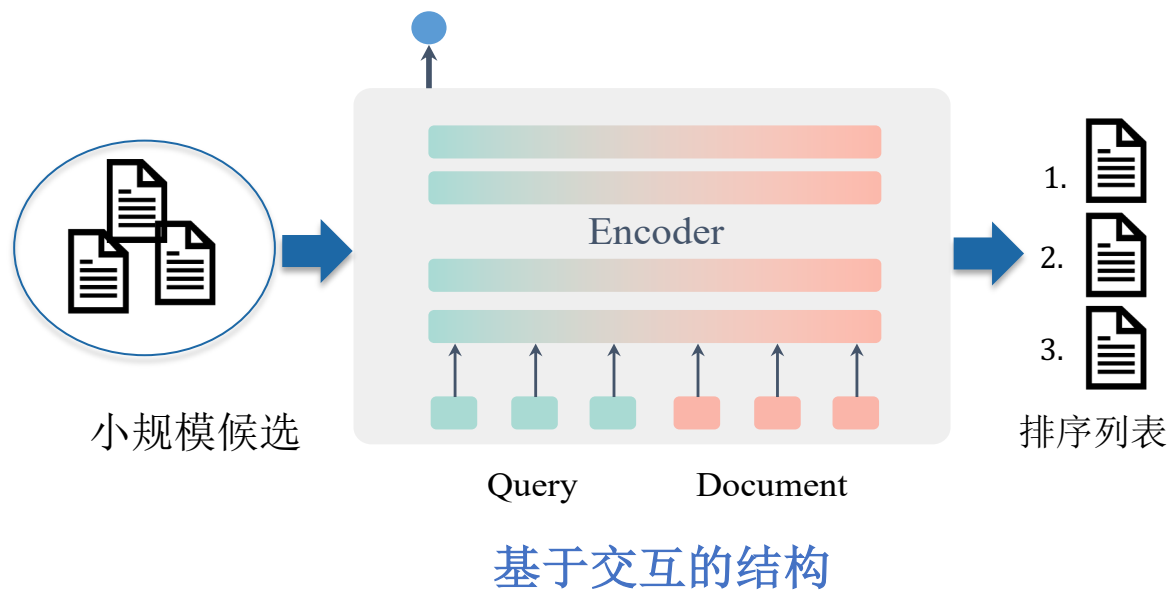 Encoder
1.
2.
3.
小规模候选
排序列表
Query
Document
基于交互的结构